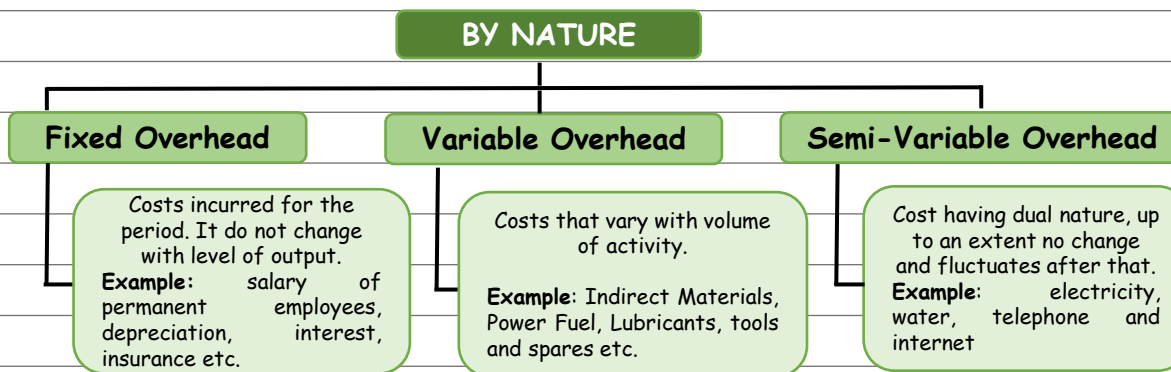 BY NATURE
Fixed Overhead
Variable Overhead
Semi-Variable Overhead
Costs incurred for the
period. It do not change
with level of output.
Example: salary of
permanent employees,
depreciation, interest,
insurance etc.
Costs that vary with volume
of activity.
Example: Indirect Materials,
Power Fuel, Lubricants, tools
and spares etc.
Cost having dual nature, up
to an extent no change
and fluctuates after that.
Example: electricity,
water, telephone and
internet